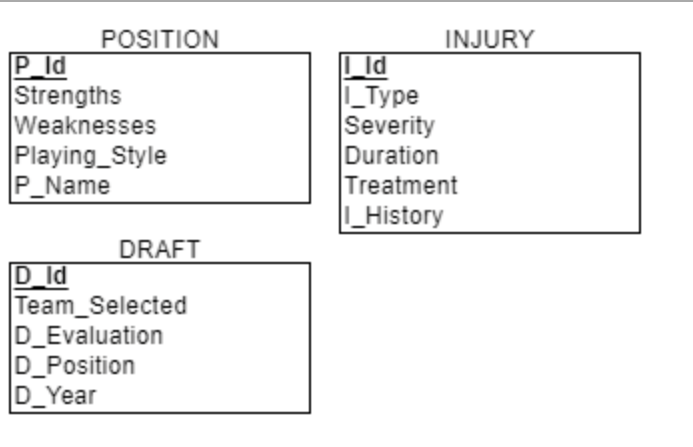 POSITION
P_Id
Strengths
Weaknesses
Playing_Style
P_Name
INJURY
I_Id
I_Type
Severity
Duration
Treatment
I_History
DRAFT
D_Id
Team_Selected
D_Evaluation
D_Position
D_Year